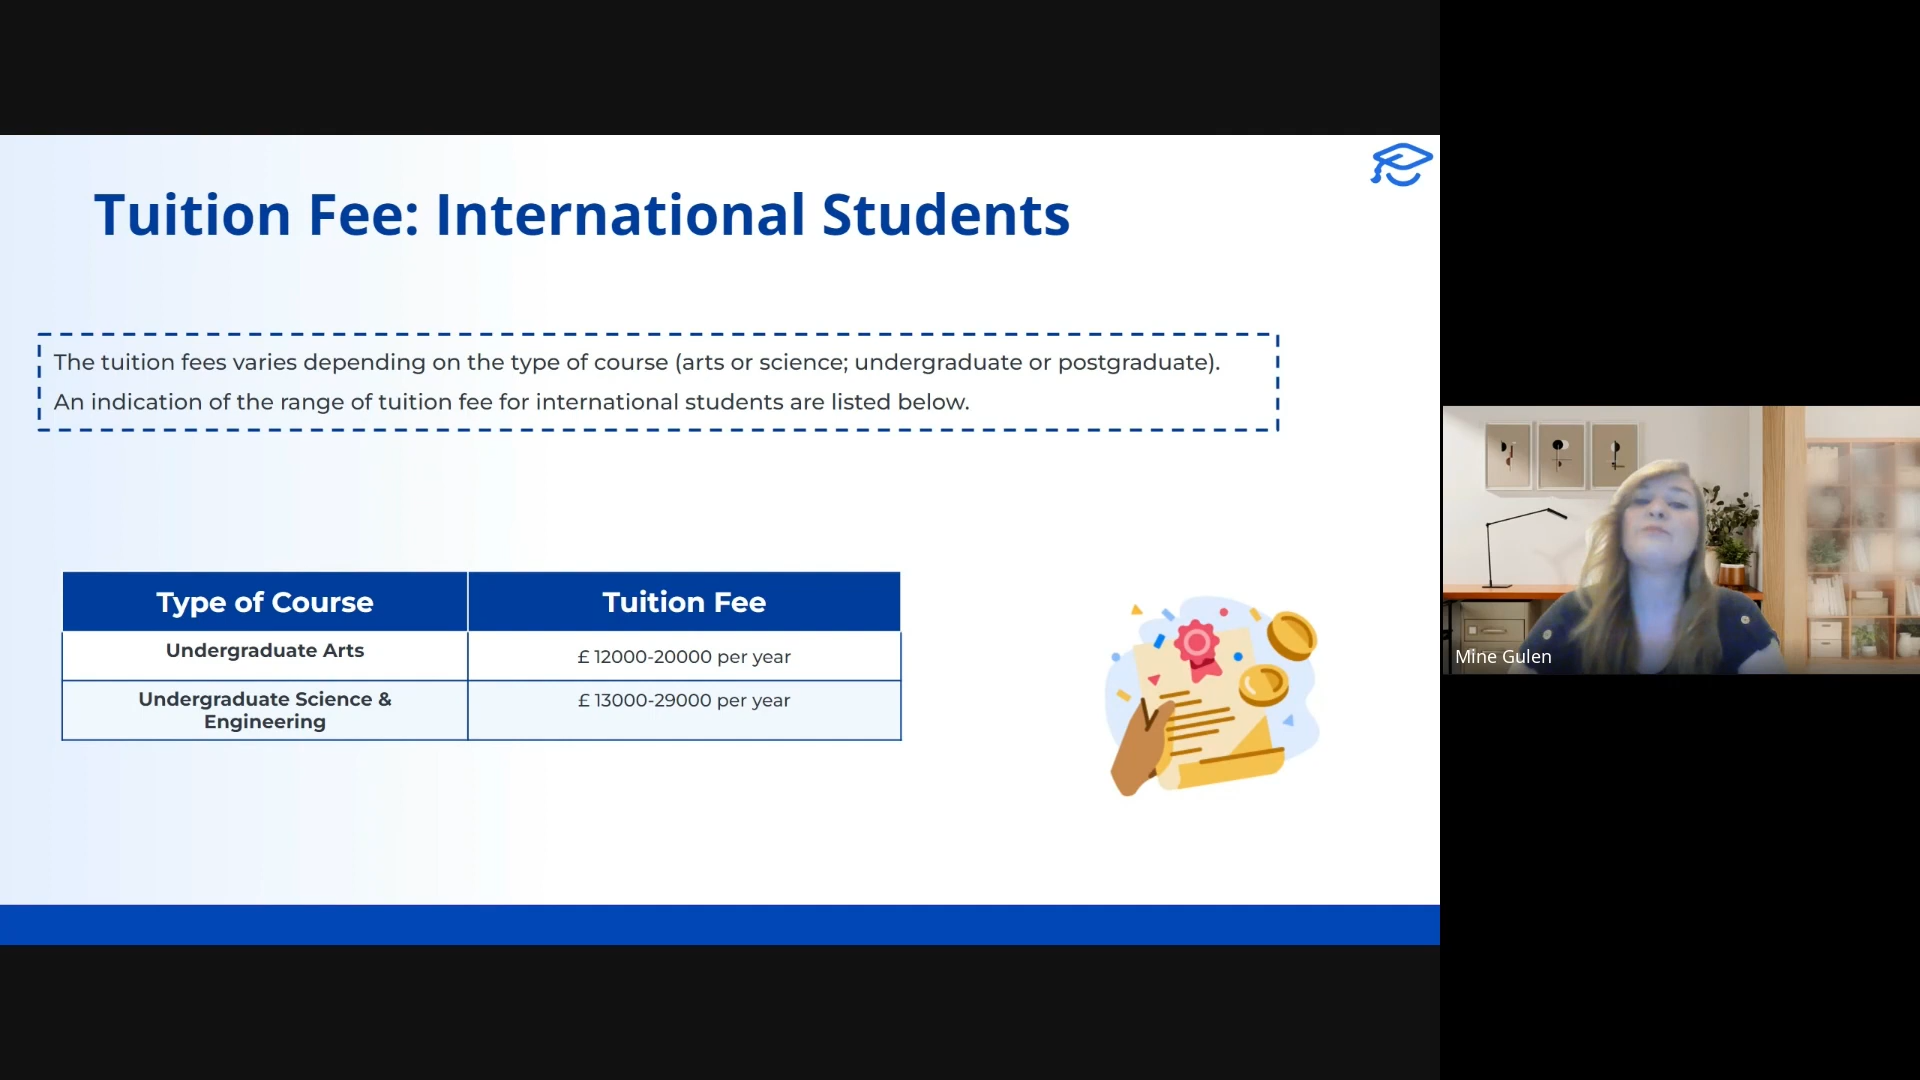 Tuition Fee: International Students
The tuition fees varies depending on the type of course (arts or science; undergraduate or postgraduate).
An indication of the range of tuition fee for international students are listed below.
Type of Course
Tuition Fee
Undergraduate Arts
£ 12000-20000 per year
Undergraduate Science &
Engineering
£ 13000-29000 per year
Mine Gulen